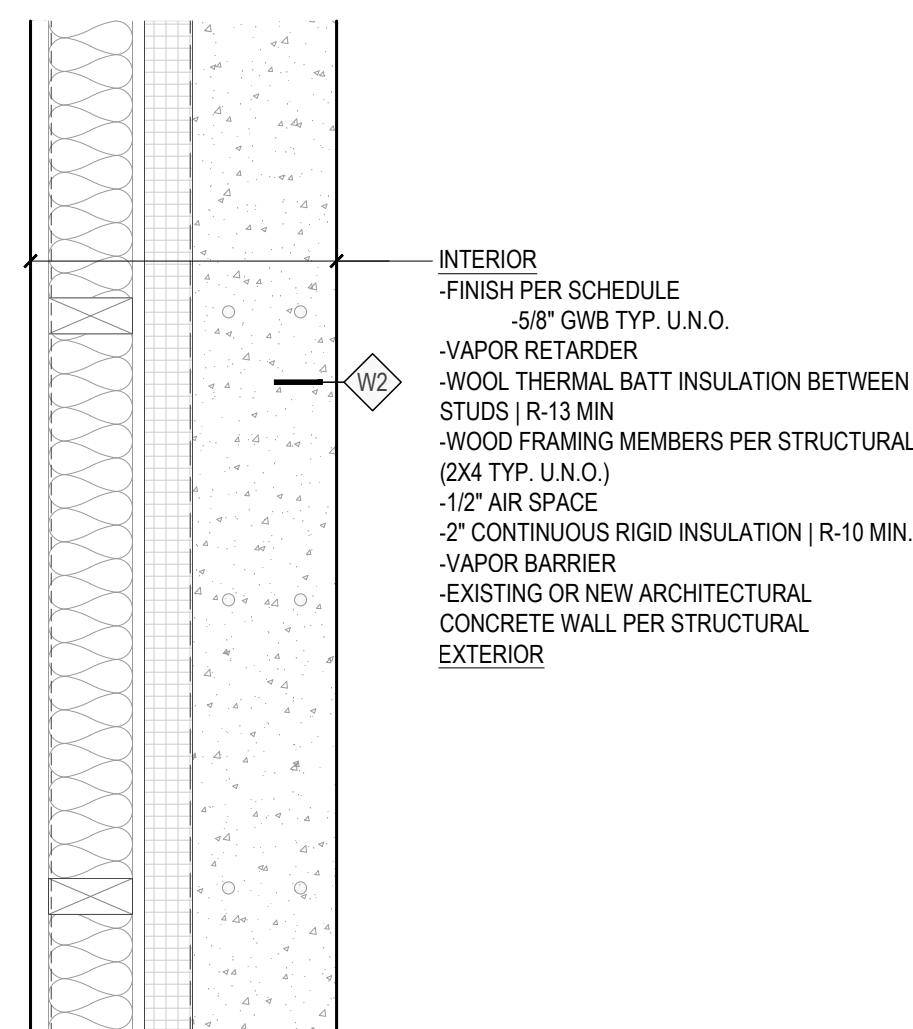 INTERIOR
-FINISH PER SCHEDULE
-5/8" GWB TYP. U.N.O.
-VAPOR RETARDER
-WOOL THERMAL BATT INSULATION BETWEEN
STUDS | R-13 MIN
-WOOD FRAMING MEMBERS PER STRUCTURAL
(2X4 TYP. U.N.O.)
-1/2" AIR SPACE
-2" CONTINUOUS RIGID INSULATION | R-10 MIN.
-VAPOR BARRIER
-EXISTING OR NEW ARCHITECTURAL
CONCRETE WALL PER STRUCTURAL
EXTERIOR
W2